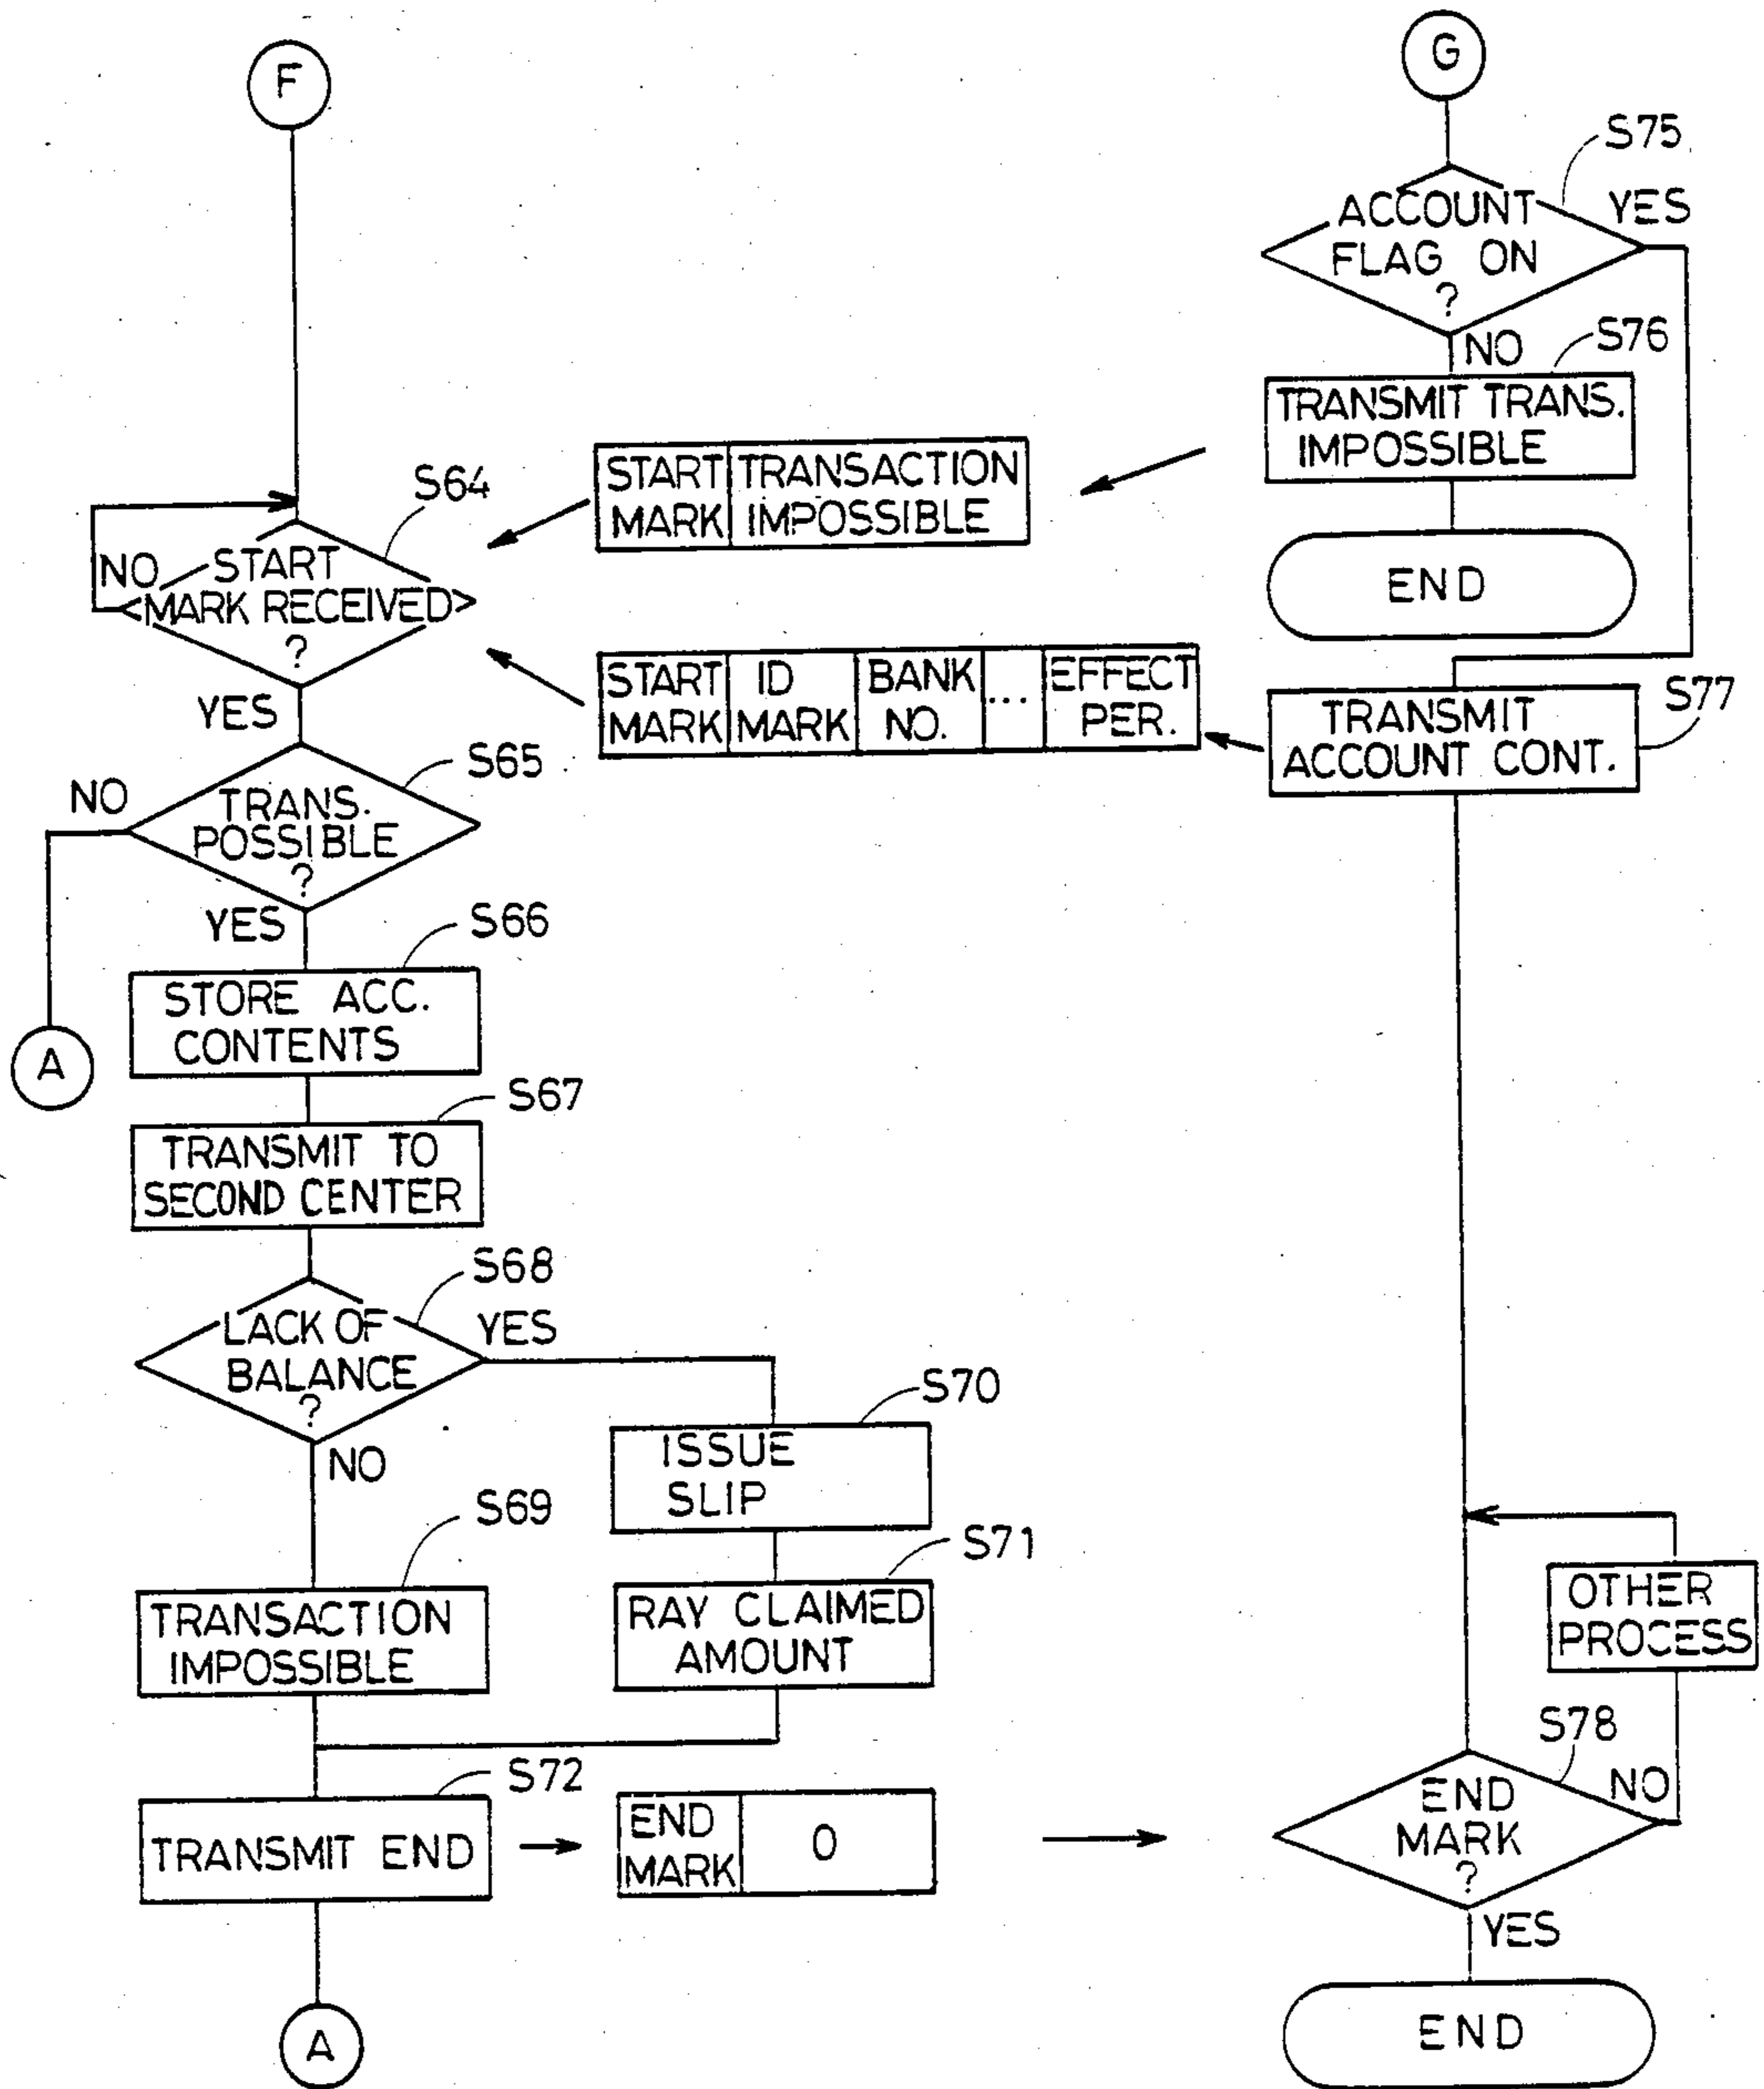 F
S64
NO
START
MARK RECEIVED
?
YES
S65
NO
TRANS.
POSSIBLE
?
YES
A
S66
STORE ACC.
CONTENTS
S67
TRANSMIT TO
SECOND CENTER
S68
LACK OF
BALANCE
?
YES
NO
S69
TRANSACTION
IMPOSSIBLE
S70
ISSUE
SLIP
S71
RAY CLAIMED
AMOUNT
S72
TRANSMIT END
END
MARK
0
A
START
MARK
TRANSACTION
IMPOSSIBLE
START
MARK
ID
MARK
BANK
NO.
...
EFFECT
PER.
G
S75
ACCOUNT
FLAG ON
?
YES
NO
S76
TRANSMIT TRANS.
IMPOSSIBLE
END
S77
TRANSMIT
ACCOUNT CONT.
OTHER
PROCESS
S78
END
MARK
?
NO
YES
END